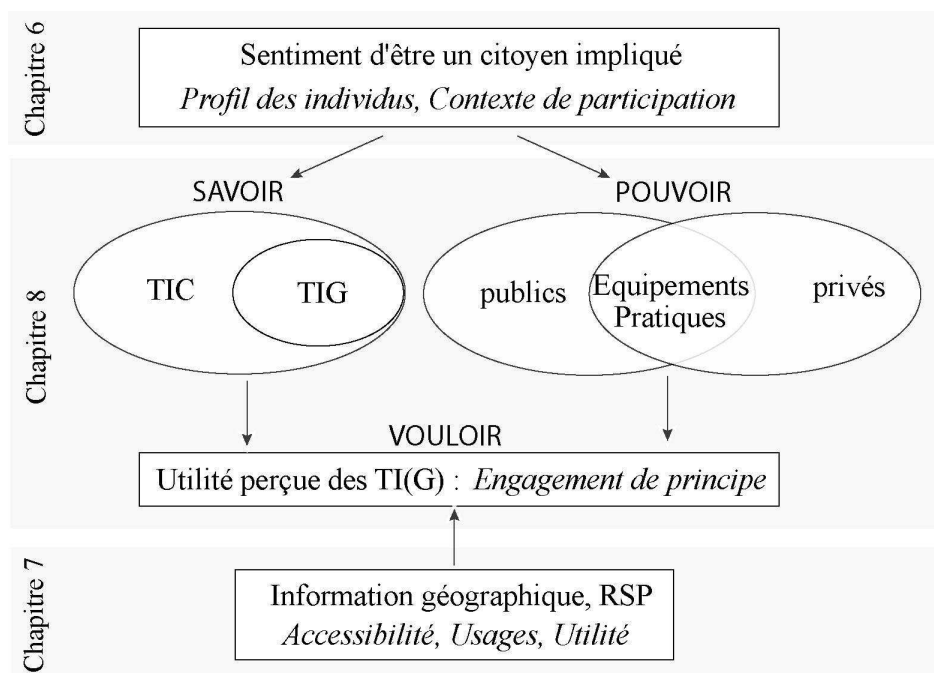 Chapitre 6
Sentiment d'être un citoyen impliqué
Profil des individus, Contexte de participation
Chapitre 8
SAVOIR
POUVOIR
TIC
TIG
publics
Equipements
Pratiques
privés
VOULOIR
Utilité perçue des TI(G) : Engagement de principe
Chapitre 7
Information géographique, RSP
Accessibilité, Usages, Utilité